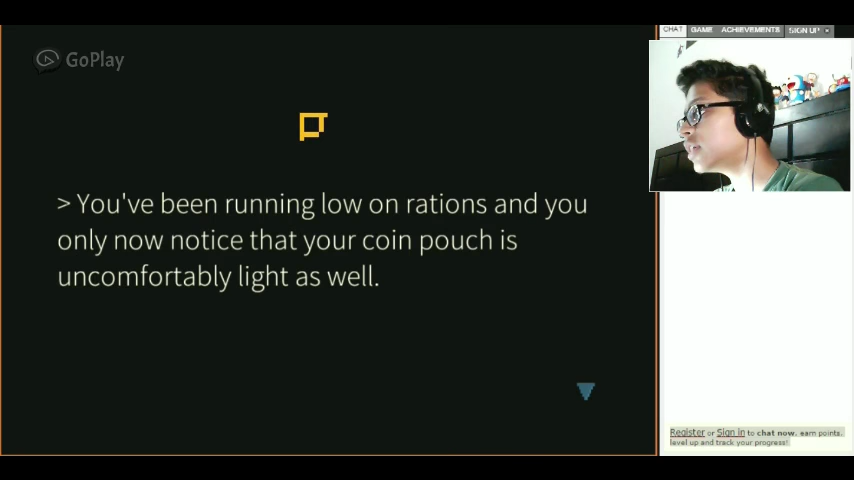 CHAT GAME ACHIEVEMENTS SIGN UP
GoPlay
> You've been running low on rations and you
only now notice that your coin pouch is
uncomfortably light as well.
Register or Sign in to chat now, earn points,
level up and track your progress!